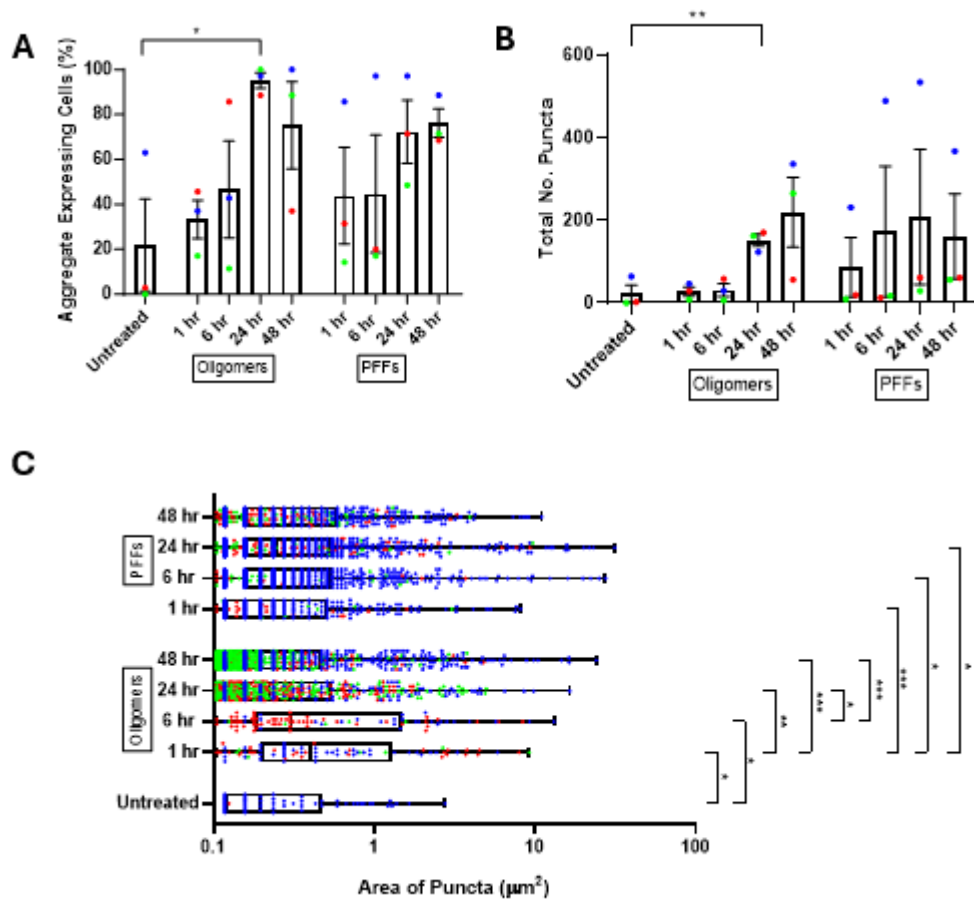 A
*
Aggregate Expressing Cells (%)
100
80
60
40
20
0
Untreated
1 hr
6 hr
24 hr
48 hr
1 hr
6 hr
24 hr
48 hr
Oligomers
PFFs
B
**
Total No. Puncta
600
400
200
0
Untreated
1 hr
6 hr
24 hr
48 hr
1 hr
6 hr
24 hr
48 hr
Oligomers
PFFs
C
PFFs
48 hr
24 hr
6 hr
1 hr
Oligomers
48 hr
24 hr
6 hr
1 hr
Untreated
*
*
**
***
*
***
***
*
*
0.1
1
10
100
Area of Puncta (μm²)